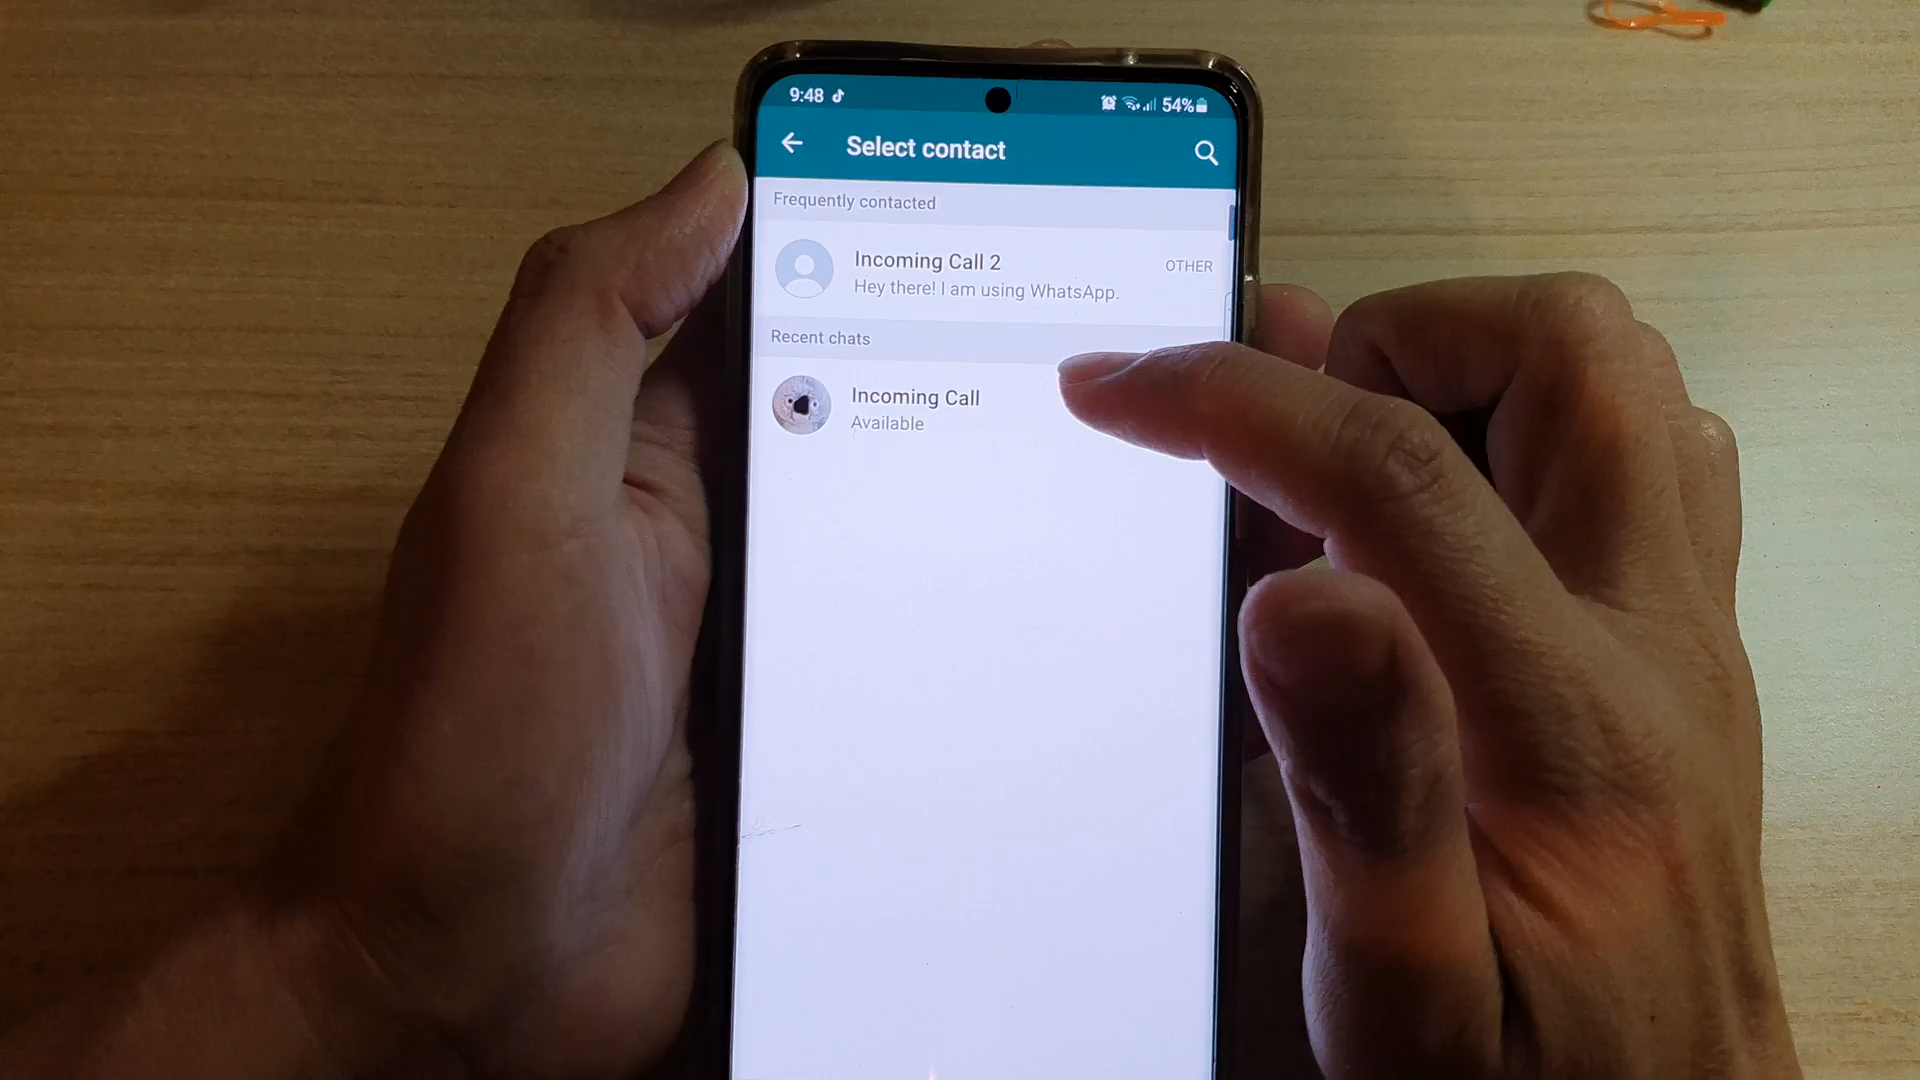 9:48 54%
Select contact
Frequently contacted
Incoming Call 2 OTHER
Hey there! I am using WhatsApp.
Recent chats
Incoming Call
Available